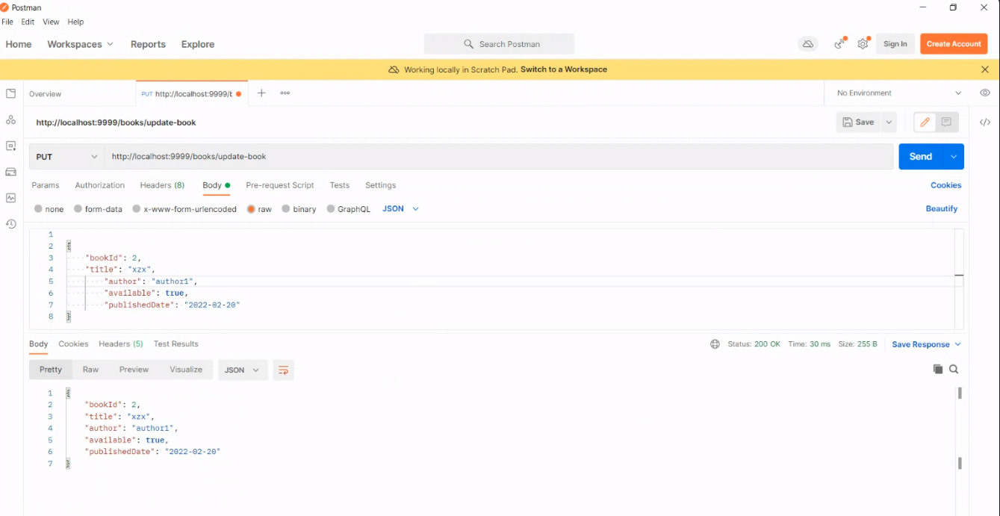 Postman
File Edit View Help
Home Workspaces Reports Explore Search Postman Sign In Create Account
Working locally in Scratch Pad. Switch to a Workspace
Overview PUT http://localhost:9999/b No Environment
http://localhost:9999/books/update-book Save
PUT http://localhost:9999/books/update-book Send
Params Authorization Headers (8) Body Pre-request Script Tests Settings Cookies
none form-data x-www-form-urlencoded raw binary GraphQL JSON Beautify
1
2 {
3 "bookId": 2,
4 "title": "xzx",
5 "author": "author1",
6 "available": true,
7 "publishedDate": "2022-02-20"
8 }
Body Cookies Headers (5) Test Results Status: 200 OK Time: 30 ms Size: 255 B Save Response
Pretty Raw Preview Visualize JSON
1 {
2 "bookId": 2,
3 "title": "xzx",
4 "author": "author1",
5 "available": true,
6 "publishedDate": "2022-02-20"
7 }